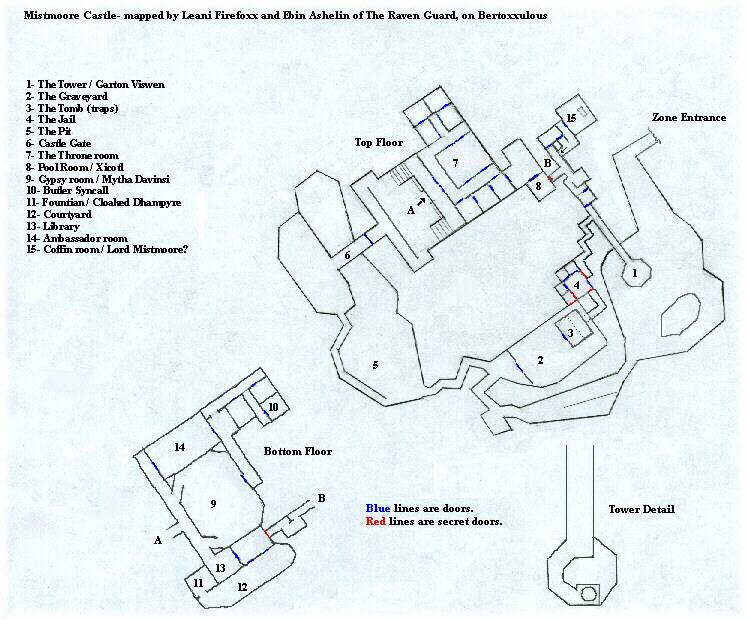 Mistmoore Castle- mapped by Leani Firefoxx and Ebin Ashelin of The Raven Guard, on Bertoxxulous
1- The Tower / Garton Viswen
2- The Graveyard
3- The Tomb (traps)
4- The Jail
5- The Pit
6- Castle Gate
7- The Throne room
8- Pool Room / Xicotl
9- Gypsy room / Mytha Davinsi
10- Butler Syncall
11- Fountian / Cloaked Dhampyre
12- Courtyard
13- Library
14- Ambassador room
15- Coffin room / Lord Mistmoore?
Top Floor
Zone Entrance
15
B
7
8
A
6
1
4
3
2
5
10
14
Bottom Floor
9
B
A
13
11
12
Blue lines are doors.
Red lines are secret doors.
Tower Detail